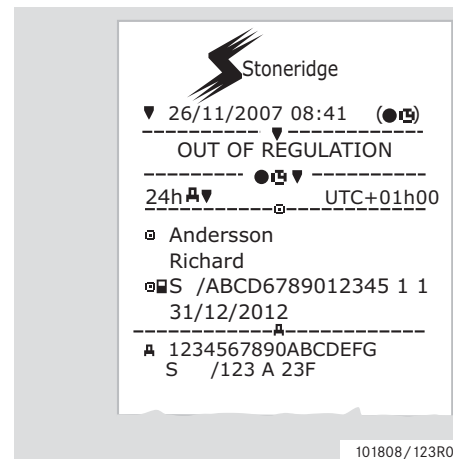 Stoneridge
▼ 26/11/2007 08:41 (●)
OUT OF REGULATION
24h▼ UTC+01h00
Andersson
Richard
S /ABCD6789012345 1 1
31/12/2012
1234567890ABCDEFG
S /123 A 23F
101808/123R0